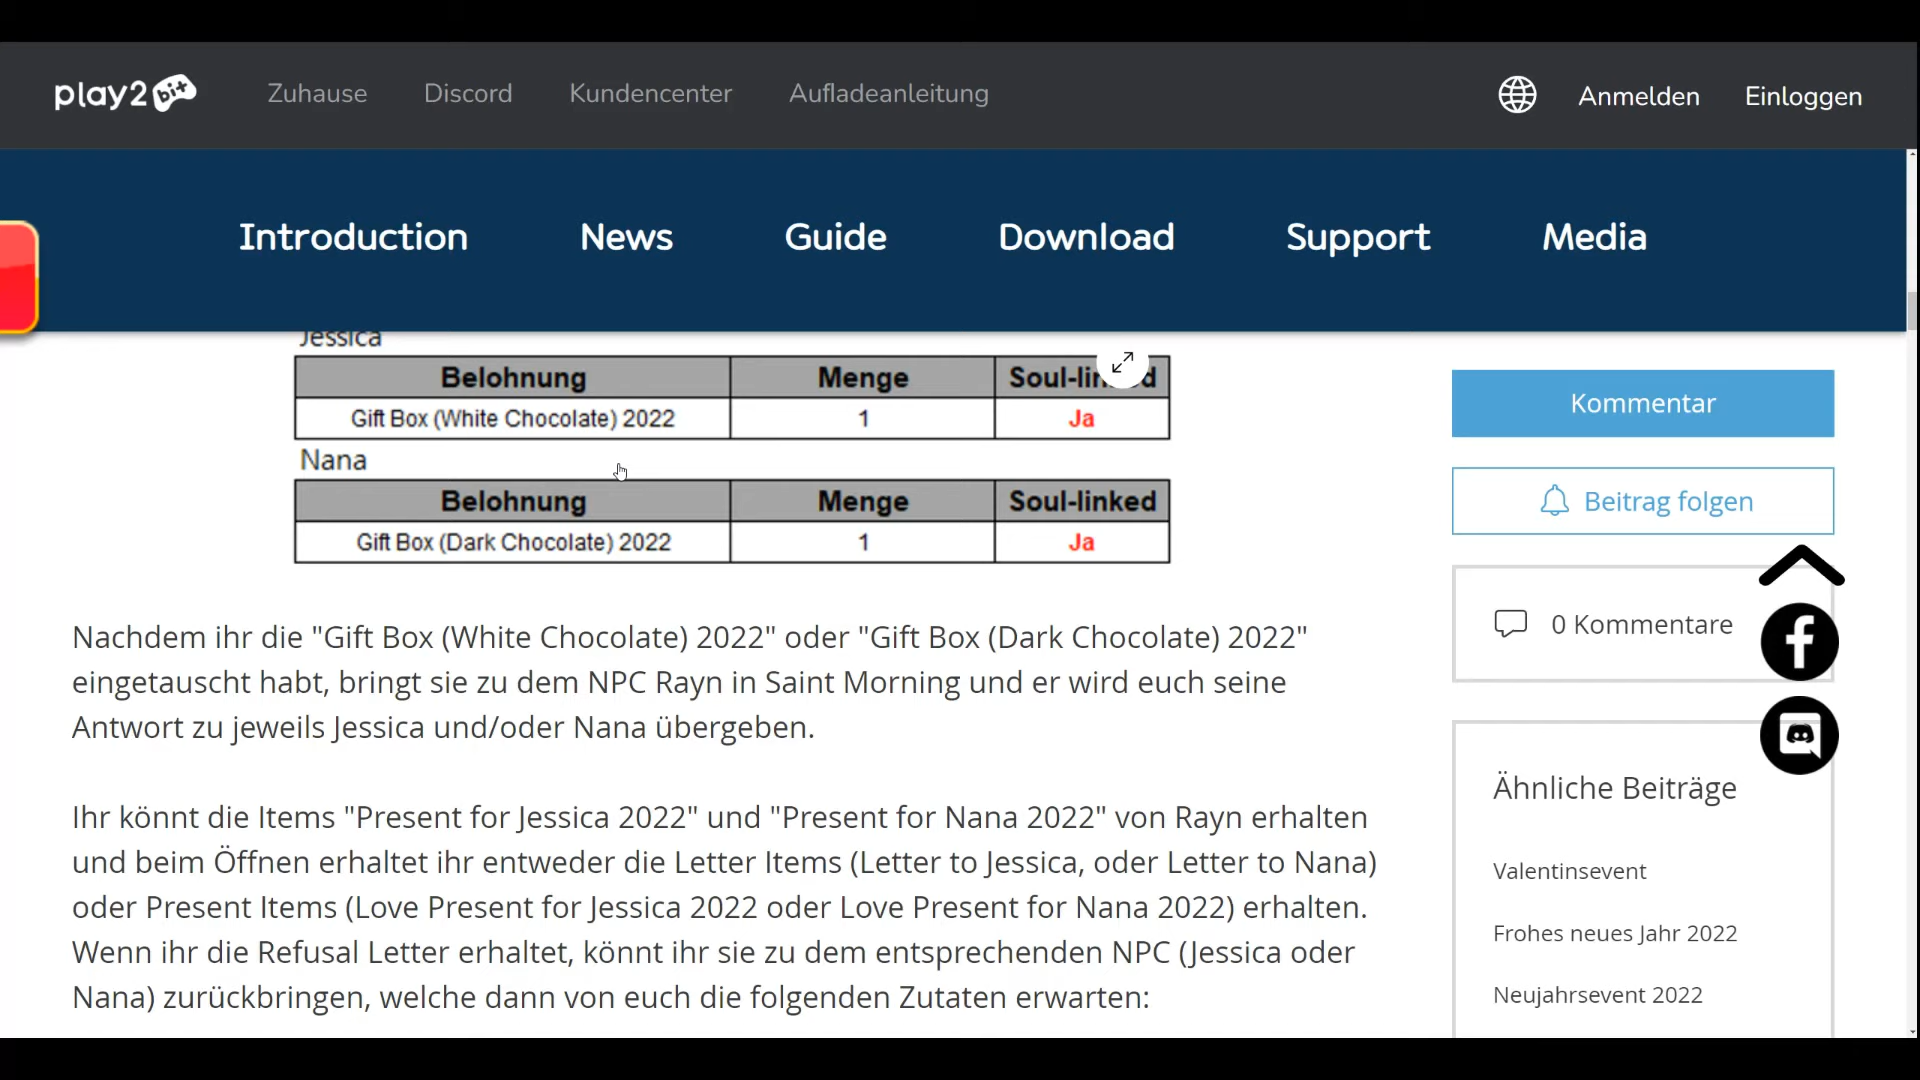 play2bit
Zuhause
Discord
Kundencenter
Aufladeanleitung
Anmelden
Einloggen
Introduction
News
Guide
Download
Support
Media
Jessica
Belohnung Menge Soul-linked
Gift Box (White Chocolate) 2022 1 Ja
Nana
Belohnung Menge Soul-linked
Gift Box (Dark Chocolate) 2022 1 Ja
Nachdem ihr die "Gift Box (White Chocolate) 2022" oder "Gift Box (Dark Chocolate) 2022"
eingetauscht habt, bringt sie zu dem NPC Rayn in Saint Morning und er wird euch seine
Antwort zu jeweils Jessica und/oder Nana übergeben.
Ihr könnt die Items "Present for Jessica 2022" und "Present for Nana 2022" von Rayn erhalten
und beim Öffnen erhaltet ihr entweder die Letter Items (Letter to Jessica, oder Letter to Nana)
oder Present Items (Love Present for Jessica 2022 oder Love Present for Nana 2022) erhalten.
Wenn ihr die Refusal Letter erhaltet, könnt ihr sie zu dem entsprechenden NPC (Jessica oder
Nana) zurückbringen, welche dann von euch die folgenden Zutaten erwarten:
Kommentar
Beitrag folgen
0 Kommentare
Ähnliche Beiträge
Valentinsevent
Frohes neues Jahr 2022
Neujahrsevent 2022